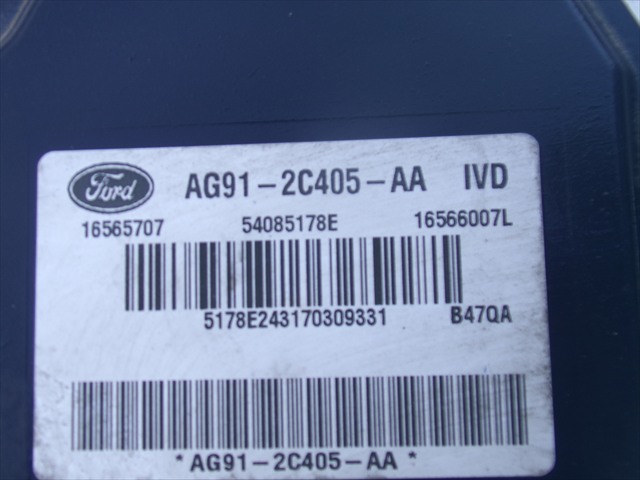 Ford AG91-2C405-AA IVD
16565707 54085178E 16566007L
5178E243170309331 B47QA
*AG91-2C405-AA*